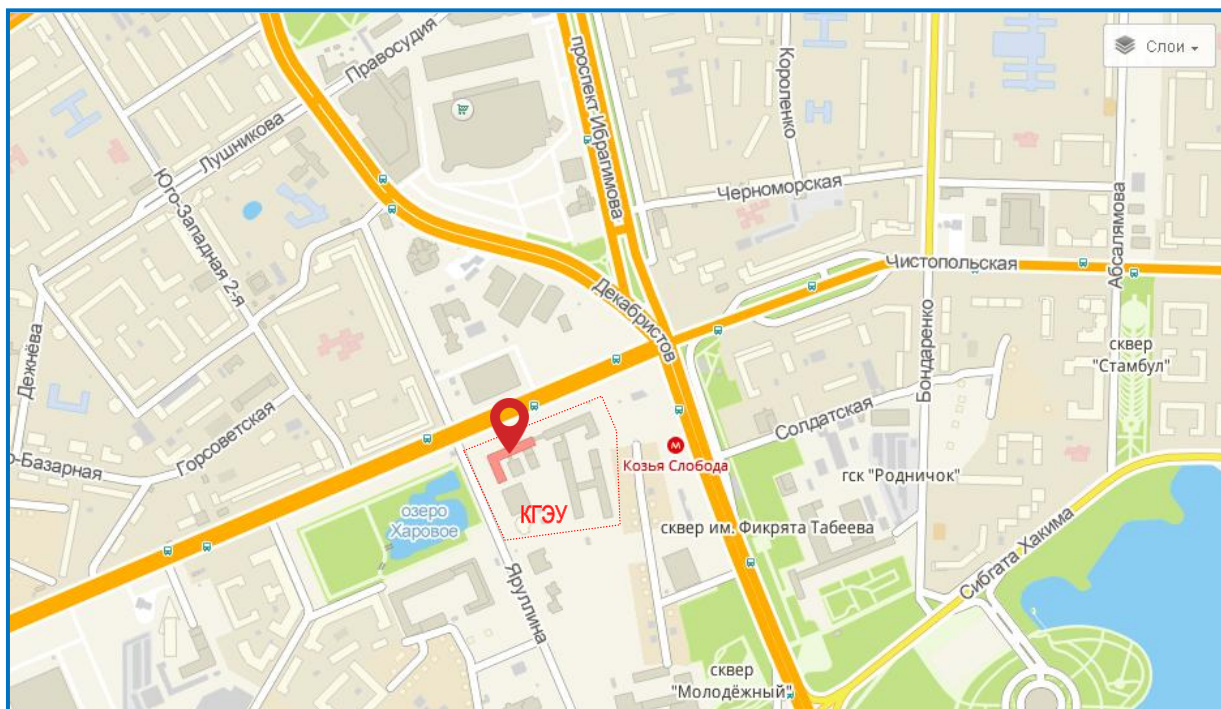 Слои
Правосудия
проспект Ибрагимова
Короленко
Лушникова
Юго-Западная 2-я
Черноморская
Абсалямова
Чистопольская
Декабристов
Дежнёва
Бондаренко
сквер
"Стамбул"
Горсоветская
Солдатская
о-Базарная
Козья Слобода
гск "Родничок"
озеро
Харовое
КГЭУ
сквер им. Фикрята Табеева
Сибгата Хакима
Яруллина
сквер
"Молодёжный"